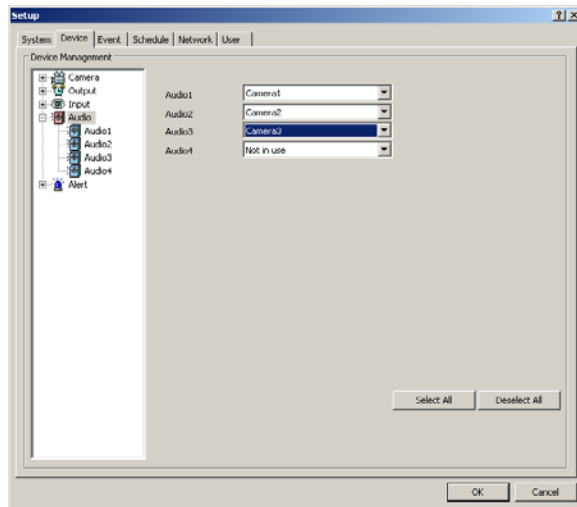 Setup
System Device Event Schedule Network User
Device Management
Camera
Output
Input
Audio
Audio1
Audio2
Audio3
Audio4
Alert
Audio1 Camera1
Audio2 Camera2
Audio3 Camera3
Audio4 Not in use
Select All Deselect All
OK Cancel